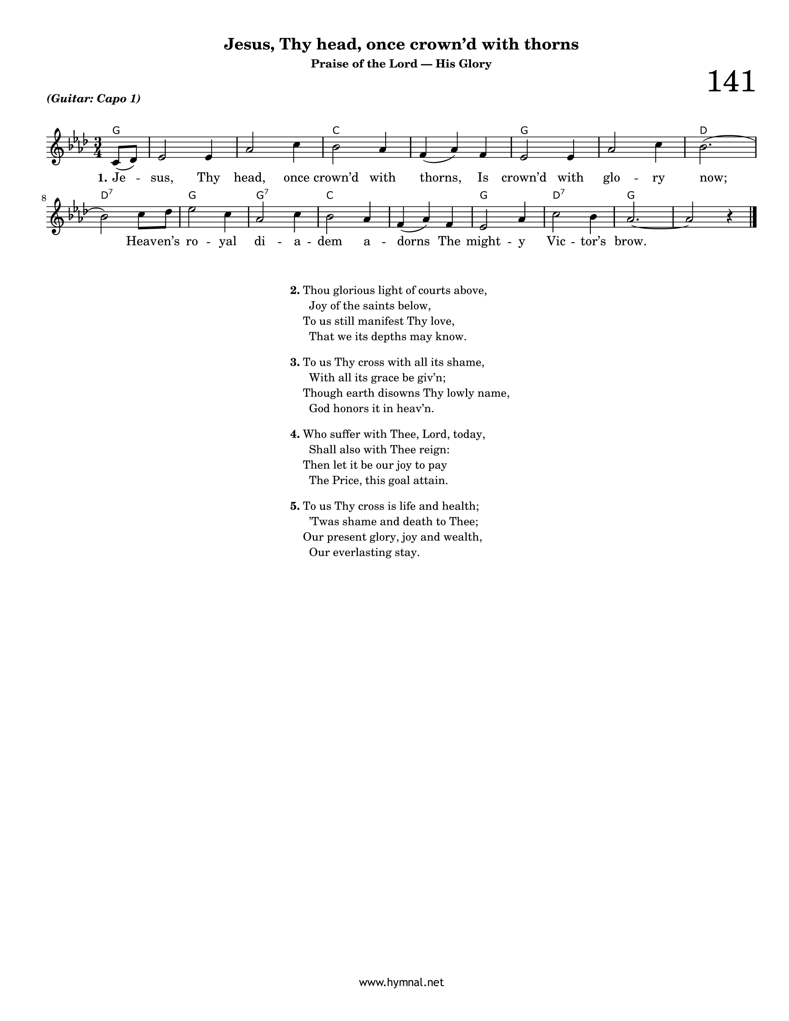 Jesus, Thy head, once crown’d with thorns
Praise of the Lord — His Glory
141
(Guitar: Capo 1)
G C G D
1. Je - sus, Thy head, once crown’d with thorns, Is crown’d with glo - ry now;
8
D7 G G7 C G D7 G
Heaven’s ro - yal di - a - dem a - dorns The might - y Vic - tor’s brow.
2. Thou glorious light of courts above,
Joy of the saints below,
To us still manifest Thy love,
That we its depths may know.
3. To us Thy cross with all its shame,
With all its grace be giv’n;
Though earth disowns Thy lowly name,
God honors it in heav’n.
4. Who suffer with Thee, Lord, today,
Shall also with Thee reign:
Then let it be our joy to pay
The Price, this goal attain.
5. To us Thy cross is life and health;
’Twas shame and death to Thee;
Our present glory, joy and wealth,
Our everlasting stay.
www.hymnal.net